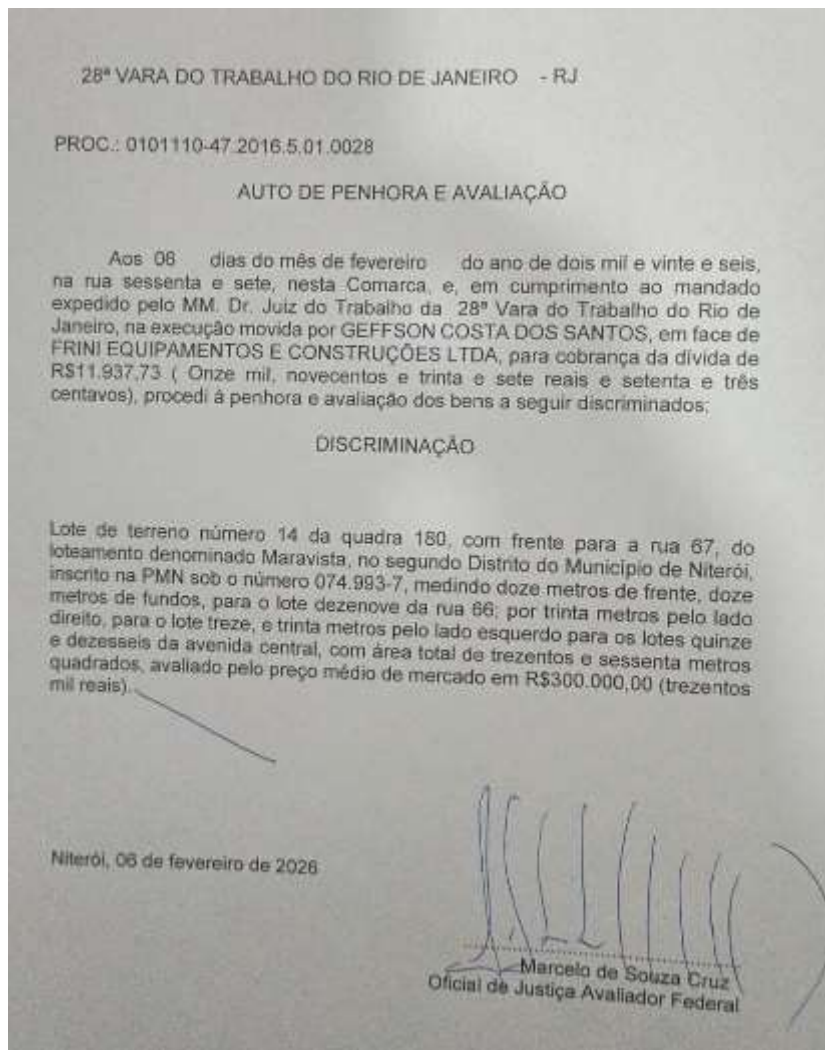 28ª VARA DO TRABALHO DO RIO DE JANEIRO - RJ
PROC.: 0101110-47.2016.5.01.0028
AUTO DE PENHORA E AVALIAÇÃO
Aos 06 dias do mês de fevereiro do ano de dois mil e vinte e seis,
na rua sessenta e sete, nesta Comarca, e, em cumprimento ao mandado
expedido pelo MM. Dr. Juiz do Trabalho da 28ª Vara do Trabalho do Rio de
Janeiro, na execução movida por GEFFSON COSTA DOS SANTOS, em face de
FRINI EQUIPAMENTOS E CONSTRUÇÕES LTDA, para cobrança da dívida de
R$11.937,73 ( Onze mil, novecentos e trinta e sete reais e setenta e três
centavos), procedi á penhora e avaliação dos bens a seguir discriminados;
DISCRIMINAÇÃO
Lote de terreno número 14 da quadra 180, com frente para a rua 67, do
loteamento denominado Maravista, no segundo Distrito do Município de Niterói,
inscrito na PMN sob o número 074.993-7, medindo doze metros de frente, doze
metros de fundos, para o lote dezenove da rua 66; por trinta metros pelo lado
direito, para o lote treze, e trinta metros pelo lado esquerdo para os lotes quinze
e dezesseis da avenida central, com área total de trezentos e sessenta metros
quadrados, avaliado pelo preço médio de mercado em R$300.000,00 (trezentos
mil reais).
Niterói, 06 de fevereiro de 2026
Marcelo de Souza Cruz
Oficial de Justiça Avaliador Federal